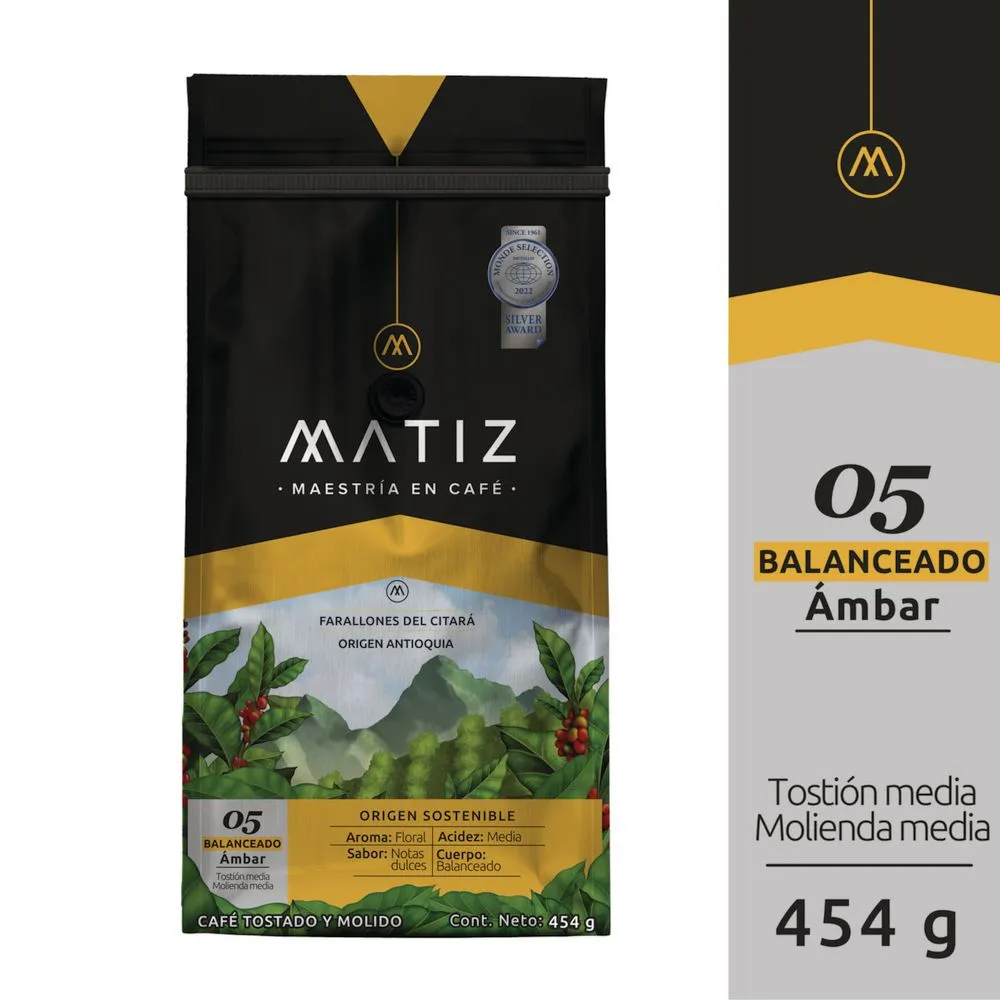 SINCE 1961
MONDE SELECTION
2022
SILVER
AWARD
MATIZ
· MAESTRÍA EN CAFÉ ·
FARALLONES DEL CITARÁ
ORIGEN ANTIOQUIA
05
BALANCEADO
Ámbar
Tostión media
Molienda media
ORIGEN SOSTENIBLE
Aroma: Floral
Acidez: Media
Sabor: Notas
dulces
Cuerpo:
Balanceado
CAFÉ TOSTADO Y MOLIDO
Cont. Neto: 454 g
05
BALANCEADO
Ámbar
Tostión media
Molienda media
454 g